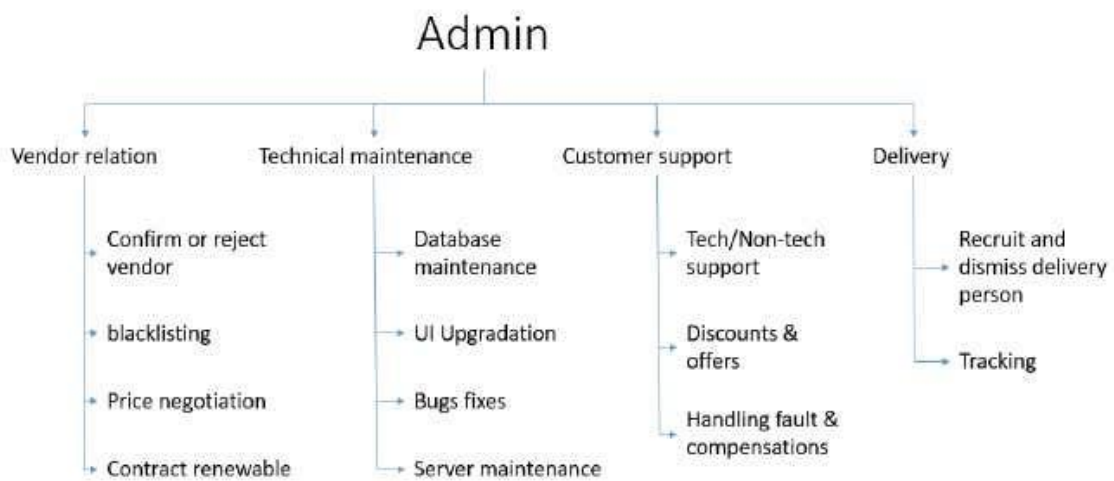 Admin
Vendor relation
Technical maintenance
Customer support
Delivery
Confirm or reject
vendor
blacklisting
Price negotiation
Contract renewable
Database
maintenance
UI Upgradation
Bugs fixes
Server maintenance
Tech/Non-tech
support
Discounts &
offers
Handling fault &
compensations
Recruit and
dismiss delivery
person
Tracking